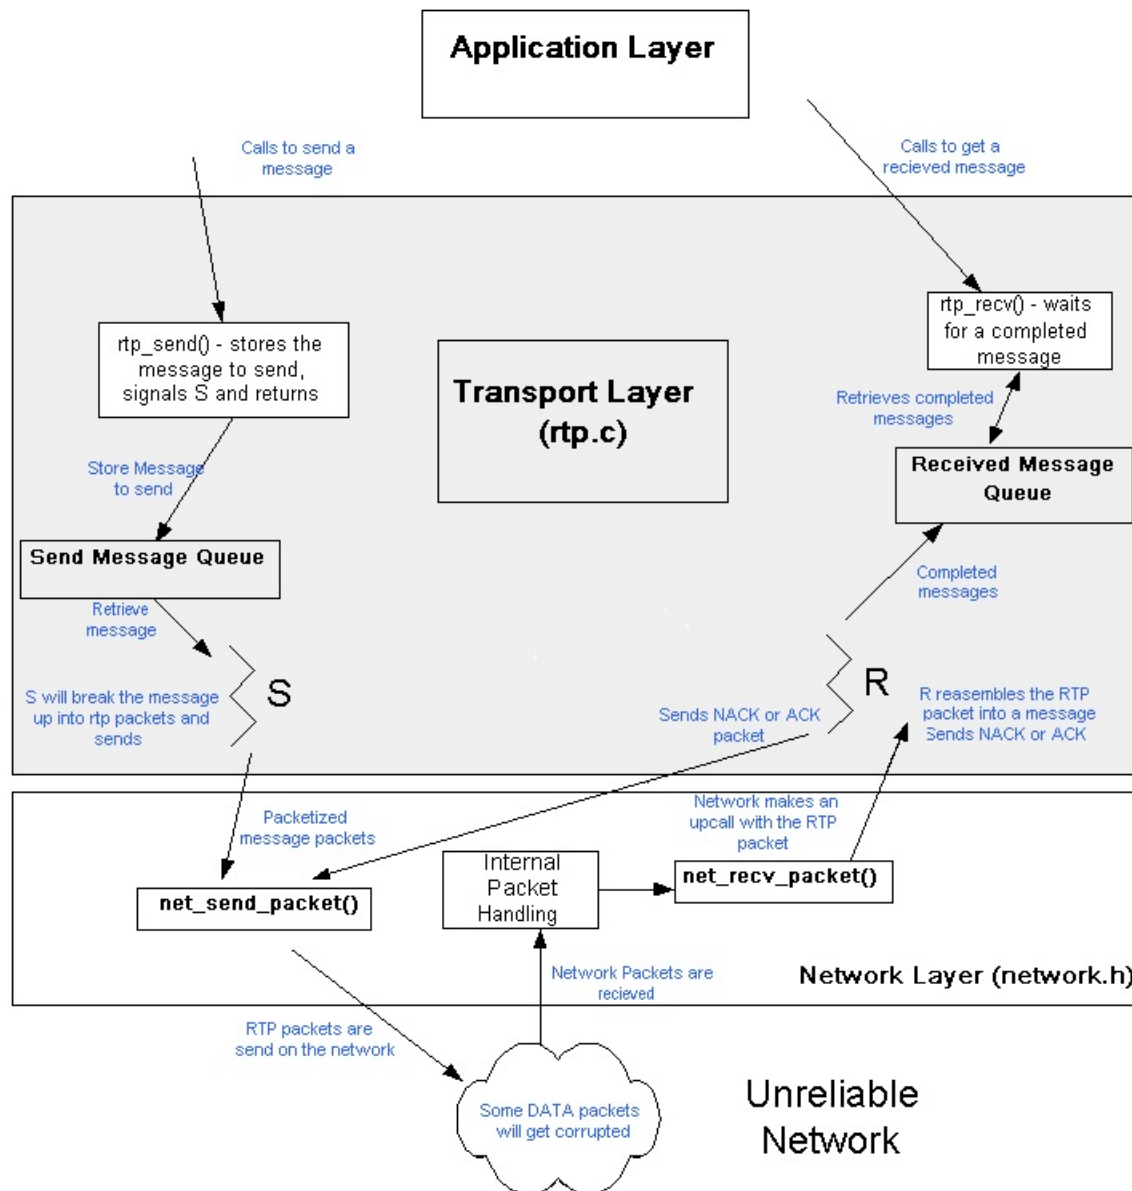 Application Layer
Calls to send a
message
Calls to get a
recieved message
rtp_send() - stores the
message to send,
signals S and returns
Transport Layer
(rtp.c)
rtp_recv() - waits
for a completed
message
Retrieves completed
messages
Store Message
to send
Received Message
Queue
Send Message Queue
Retrieve
message
Completed
messages
S will break the message
up into rtp packets and
sends
S
Sends NACK or ACK
packet
R
R reasembles the RTP
packet into a message
Sends NACK or ACK
Packetized
message packets
Network makes an
upcall with the RTP
packet
net_send_packet()
Internal
Packet
Handling
net_recv_packet()
Network Packets are
recieved
Network Layer (network.h)
RTP packets are
send on the network
Some DATA packets
will get corrupted
Unreliable
Network